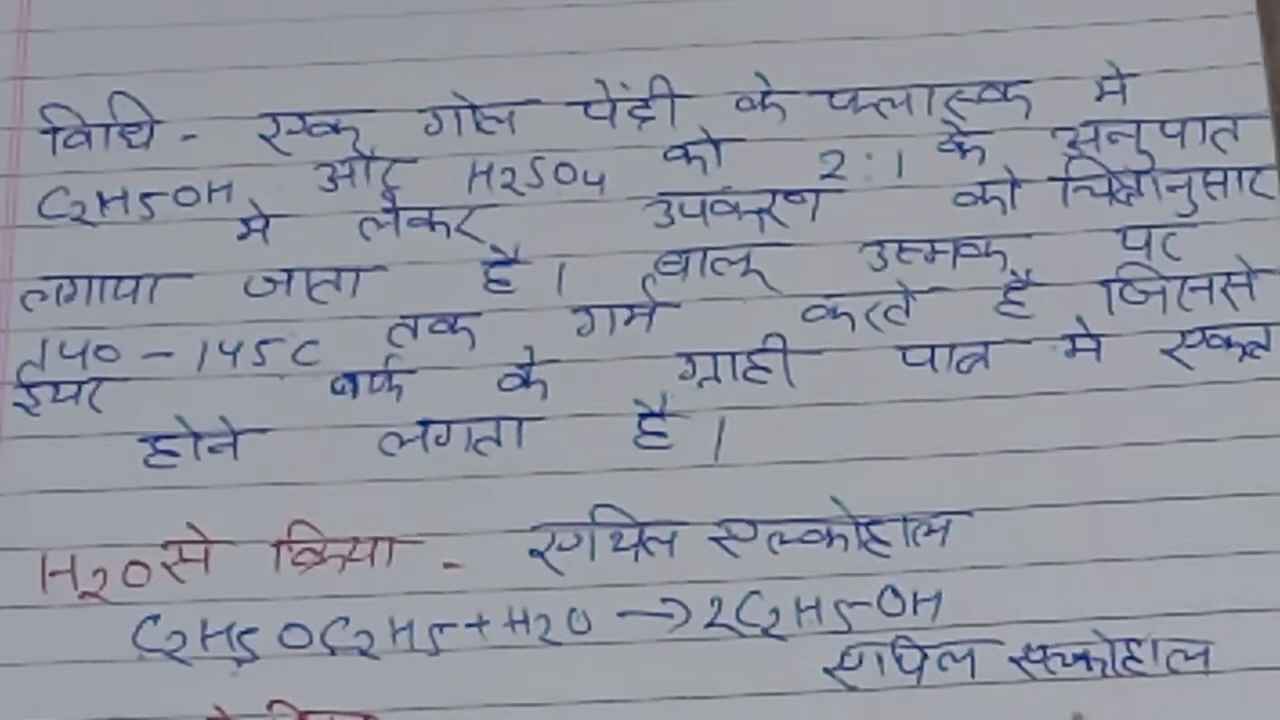 विधि - एक गोल पेंदी के फ्लास्क मे
C2H5OH और H2SO4 को 2:1 के अनुपात
मे लेकर उपकरण को चित्रानुसार
लगाया जाता है। बालू उस्मक पर
140-145C तक गर्म करते है जिससे
ईथर बर्फ के ग्राही पात्र मे एकत्र
होने लगता है।
H2O से क्रिया - एथिल एल्कोहाल
C2H5OC2H5+H2O→2C2H5-OH
एथिल एल्कोहाल